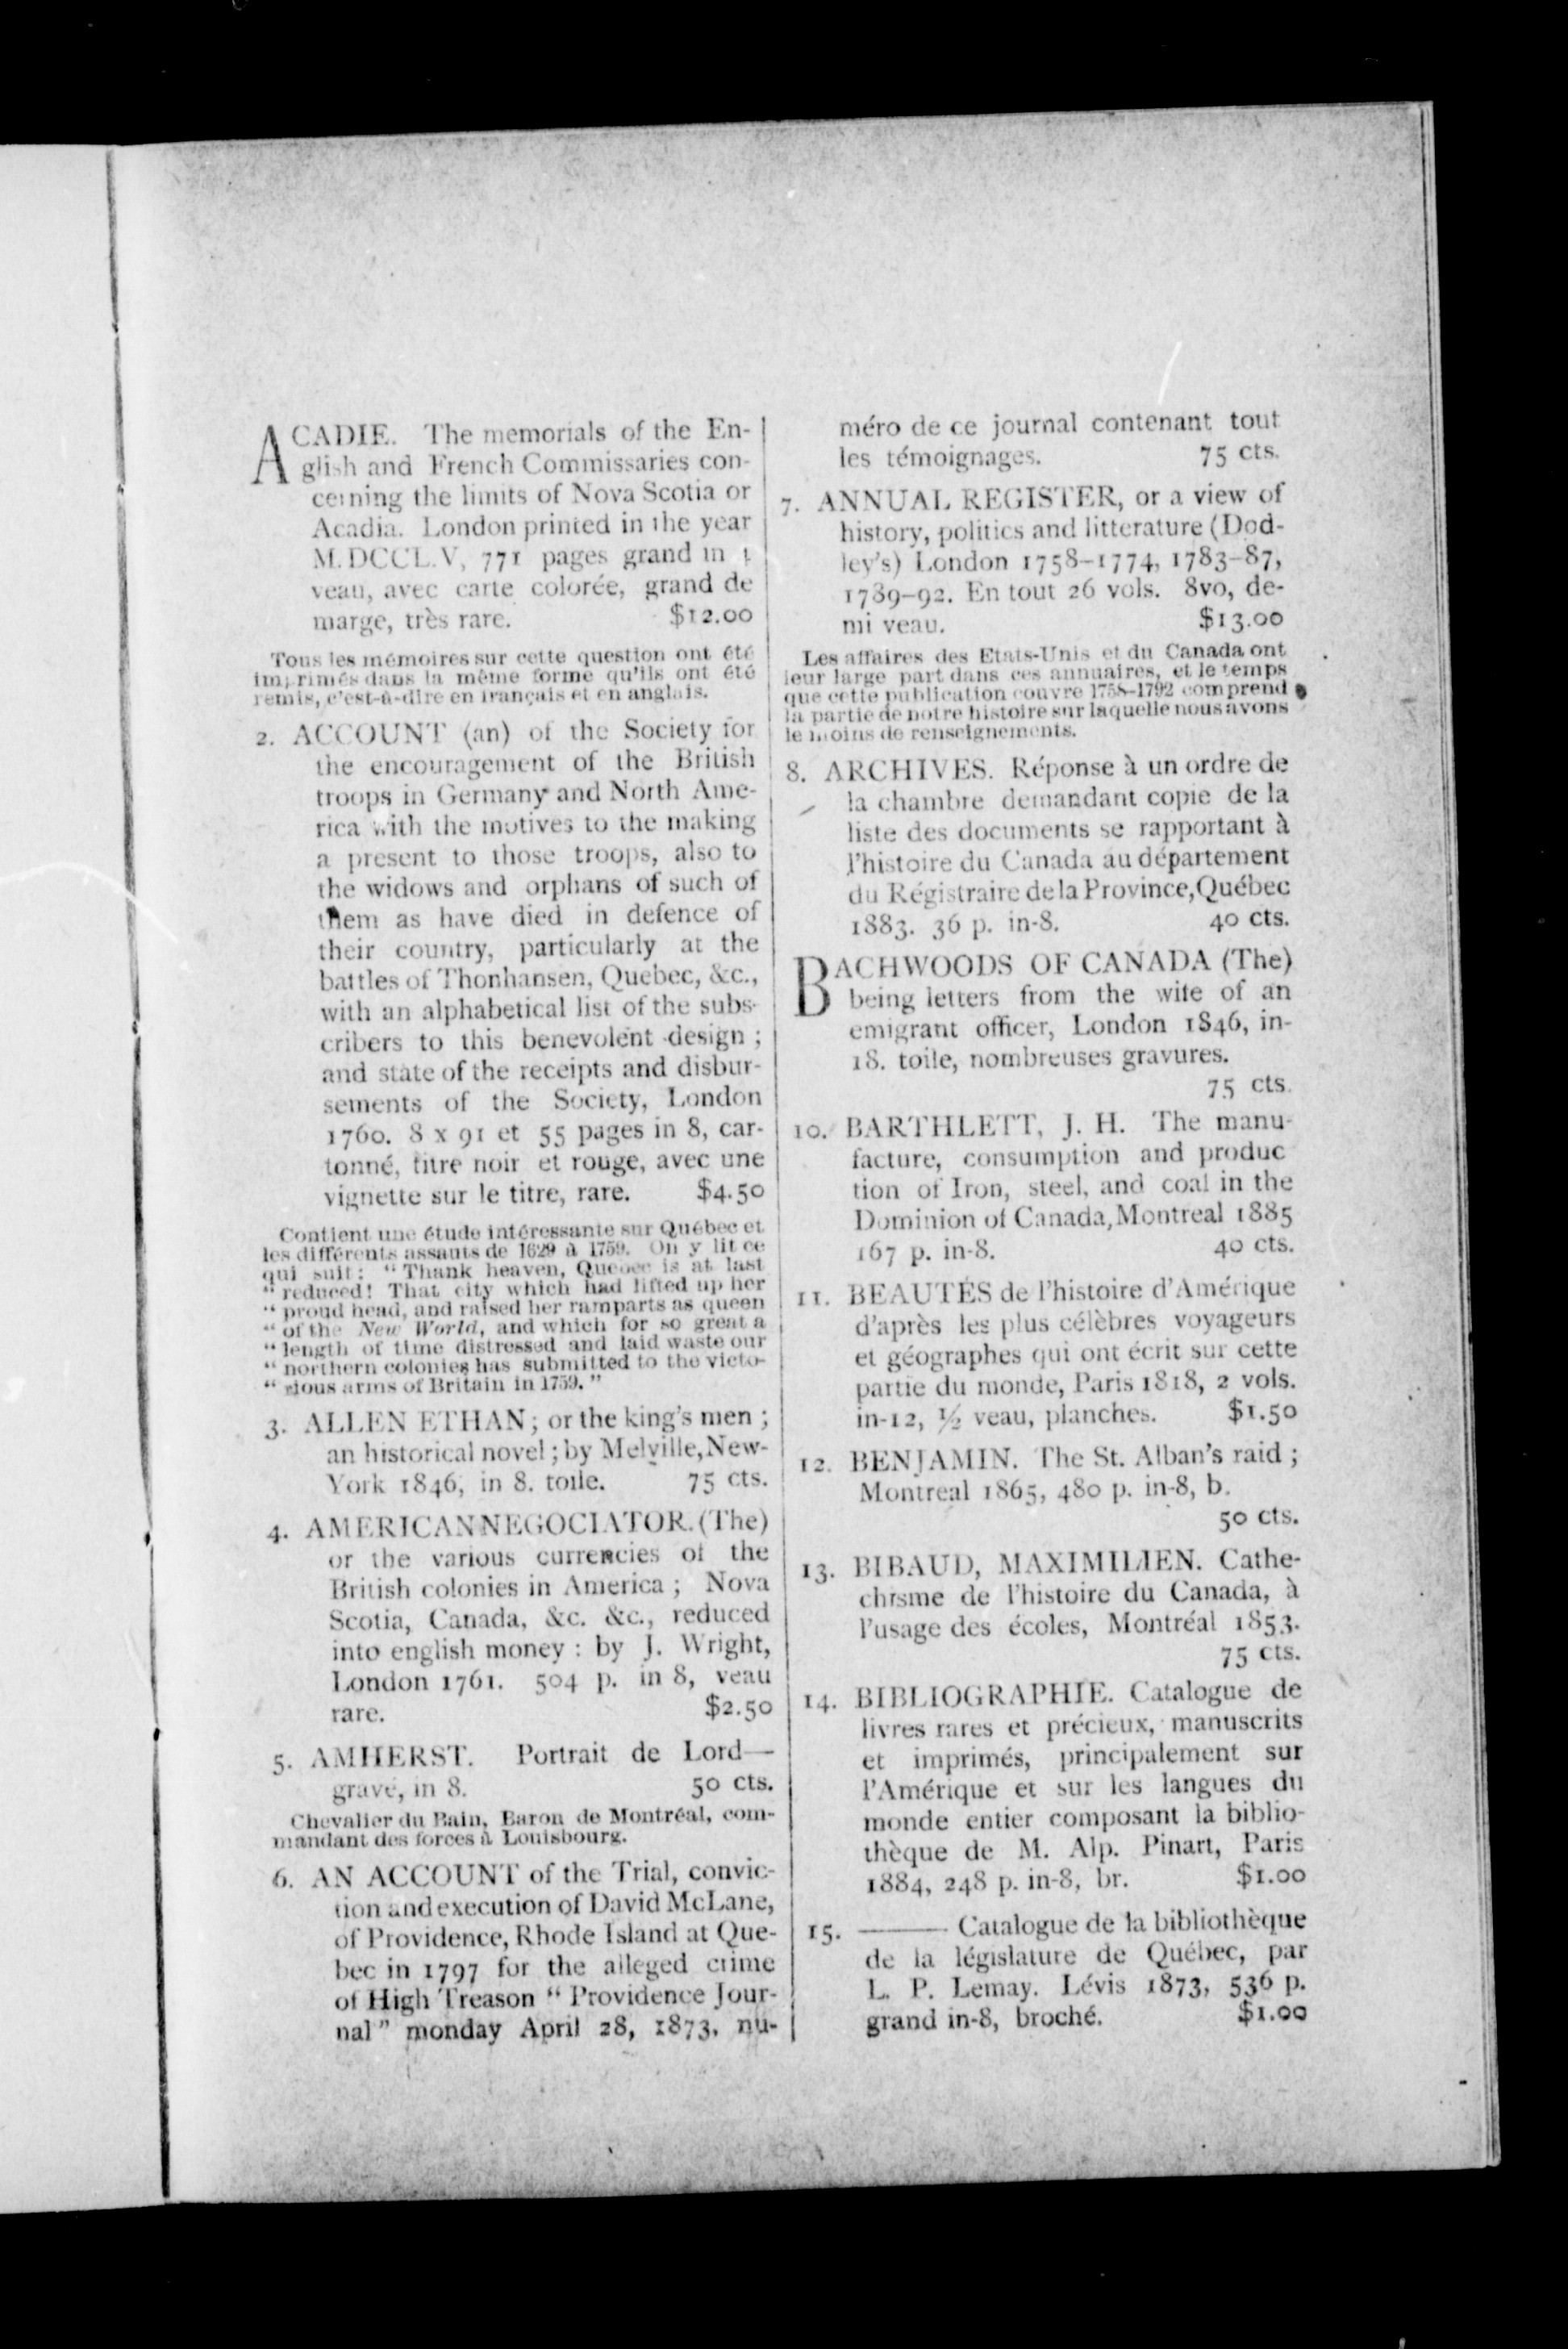 ACADIE. The memorials of the En-
glish and French Commissaries con-
cerning the limits of Nova Scotia or
Acadia. London printed in the year
M.DCCL.V, 771 pages grand in 4
veau, avec carte colorée, grand de
marge, très rare. $12.00
Tous les mémoires sur cette question ont été
imprimés dans la même forme qu'ils ont été
remis, c'est-à-dire en français et en anglais.
2. ACCOUNT (an) of the Society for
the encouragement of the British
troops in Germany and North Ame-
rica with the motives to the making
a present to those troops, also to
the widows and orphans of such of
them as have died in defence of
their country, particularly at the
battles of Thonhansen, Quebec, &c.,
with an alphabetical list of the subs-
cribers to this benevolent design ;
and state of the receipts and disbur-
sements of the Society, London
1760. 8 x 91 et 55 pages in 8, car-
tonné, titre noir et rouge, avec une
vignette sur le titre, rare. $4.50
Contient une étude intéressante sur Québec et
les différents assauts de 1629 à 1759. On y lit ce
qui suit: "Thank heaven, Quebec is at last
" reduced! That city which had lifted up her
" proud head, and raised her ramparts as queen
" of the New World, and which for so great a
" length of time distressed and laid waste our
" northern colonies has submitted to the victo-
" rious arms of Britain in 1759."
3. ALLEN ETHAN; or the king's men ;
an historical novel ; by Melville, New-
York 1846, in 8. toile. 75 cts.
4. AMERICAN NEGOCIATOR. (The)
or the various currencies of the
British colonies in America ; Nova
Scotia, Canada, &c. &c., reduced
into english money : by J. Wright,
London 1761. 504 p. in 8, veau
rare. $2.50
5. AMHERST. Portrait de Lord—
gravé, in 8. 50 cts.
Chevalier du Bain, Baron de Montréal, com-
mandant des forces à Louisbourg.
6. AN ACCOUNT of the Trial, convic-
tion and execution of David McLane,
of Providence, Rhode Island at Que-
bec in 1797 for the alleged crime
of High Treason " Providence Jour-
nal" monday April 28, 1873, nu-
méro de ce journal contenant tout
les témoignages. 75 cts.
7. ANNUAL REGISTER, or a view of
history, politics and litterature (Dod-
ley's) London 1758-1774, 1783-87,
1789-92. En tout 26 vols. 8vo, de-
mi veau. $13.00
Les affaires des Etats-Unis et du Canada ont
leur large part dans ces annuaires, et le temps
que cette publication couvre 1758-1792 comprend
la partie de notre histoire sur laquelle nous avons
le moins de renseignements.
8. ARCHIVES. Réponse à un ordre de
la chambre demandant copie de la
liste des documents se rapportant à
l'histoire du Canada au département
du Régistraire de la Province, Québec
1883. 36 p. in-8. 40 cts.
BACHWOODS OF CANADA (The)
being letters from the wife of an
emigrant officer, London 1846, in-
18. toile, nombreuses gravures.
75 cts.
10. BARTHLETT, J. H. The manu-
facture, consumption and produc
tion of Iron, steel, and coal in the
Dominion of Canada, Montreal 1885
167 p. in-8. 40 cts.
11. BEAUTÉS de l'histoire d'Amérique
d'après les plus célèbres voyageurs
et géographes qui ont écrit sur cette
partie du monde, Paris 1818, 2 vols.
in-12, ½ veau, planches. $1.50
12. BENJAMIN. The St. Alban's raid ;
Montreal 1865, 480 p. in-8, b.
50 cts.
13. BIBAUD, MAXIMILIEN. Cathe-
chisme de l'histoire du Canada, à
l'usage des écoles, Montréal 1853.
75 cts.
14. BIBLIOGRAPHIE. Catalogue de
livres rares et précieux, manuscrits
et imprimés, principalement sur
l'Amérique et sur les langues du
monde entier composant la biblio-
thèque de M. Alp. Pinart, Paris
1884, 248 p. in-8, br. $1.00
15. ——— Catalogue de la bibliothèque
de la législature de Québec, par
L. P. Lemay. Lévis 1873, 536 p.
grand in-8, broché. $1.00